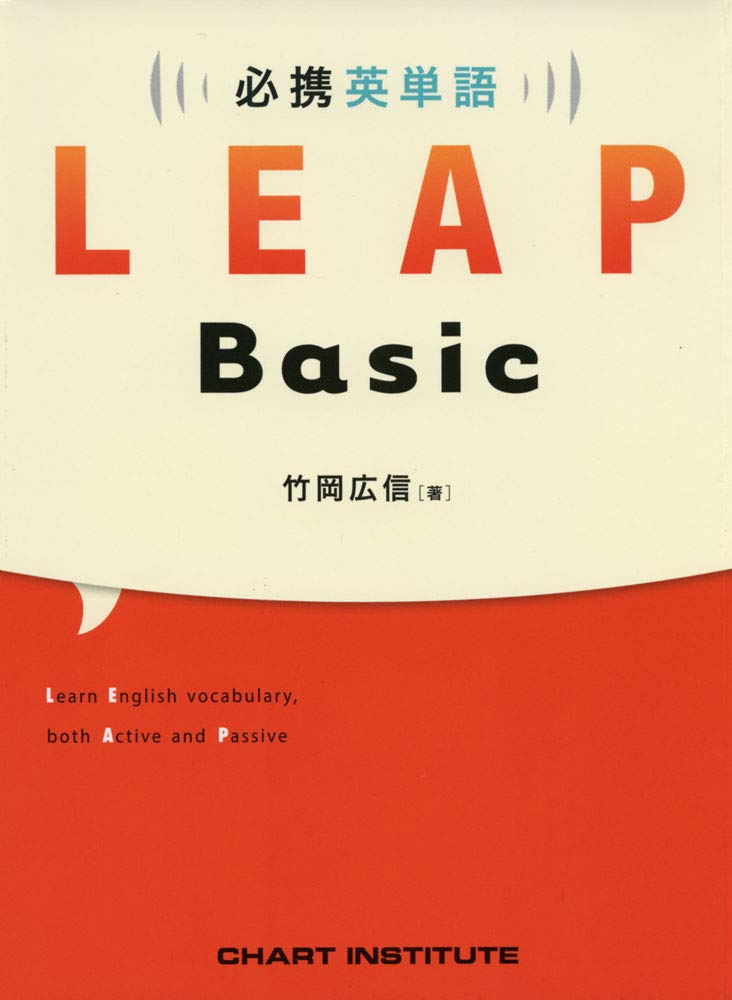 必携英単語
LEAP
Basic
竹岡広信[著]
Learn English vocabulary,
both Active and Passive
CHART INSTITUTE